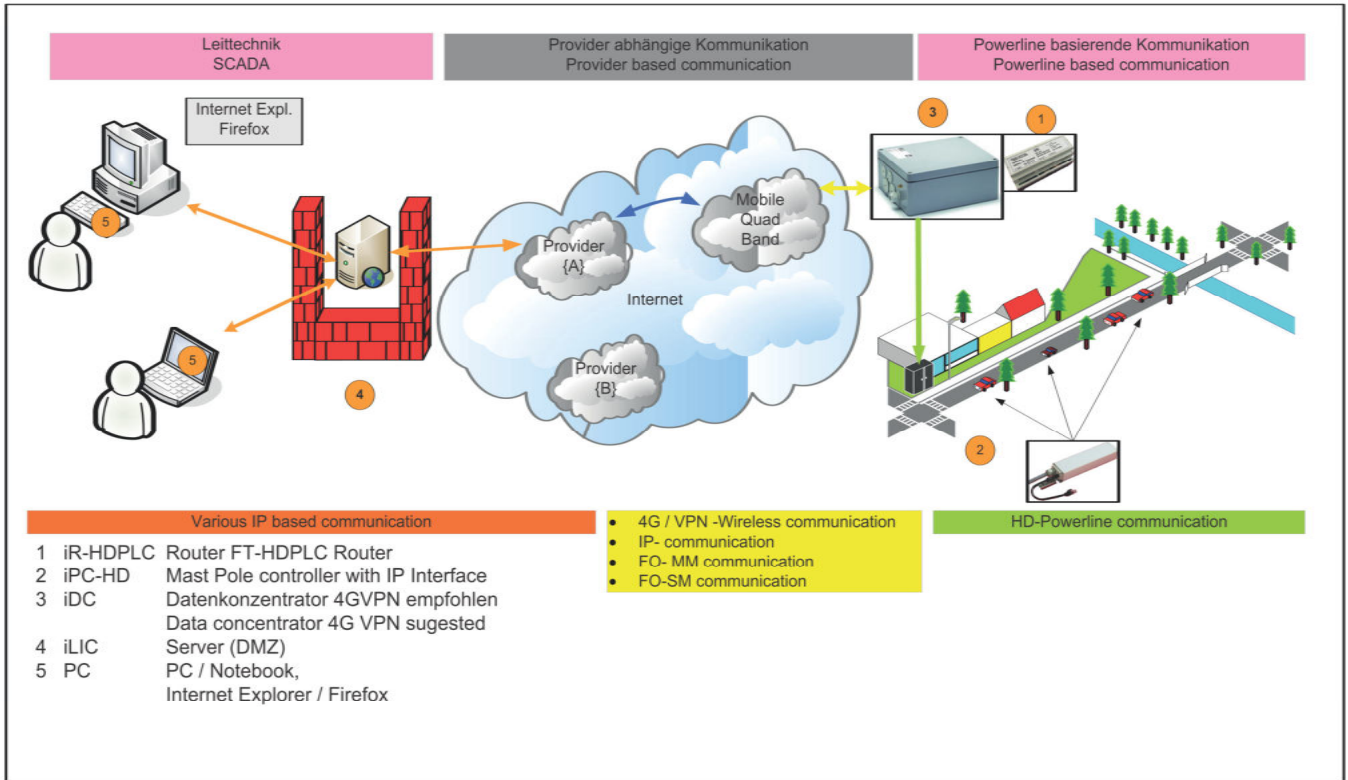 Leittechnik
SCADA
Provider abhängige Kommunikation
Provider based communication
Powerline basierende Kommunikation
Powerline based communication
Internet Expl.
Firefox
3
1
5
Mobile
Quad
Band
Provider
{A}
Internet
5
Provider
{B}
4
2
Various IP based communication
1 iR-HDPLC Router FT-HDPLC Router
2 iPC-HD Mast Pole controller with IP Interface
3 iDC Datenkonzentrator 4GVPN empfohlen
Data concentrator 4G VPN sugested
4 iLIC Server (DMZ)
5 PC PC / Notebook,
Internet Explorer / Firefox
• 4G / VPN -Wireless communication
• IP- communication
• FO- MM communication
• FO-SM communication
HD-Powerline communication